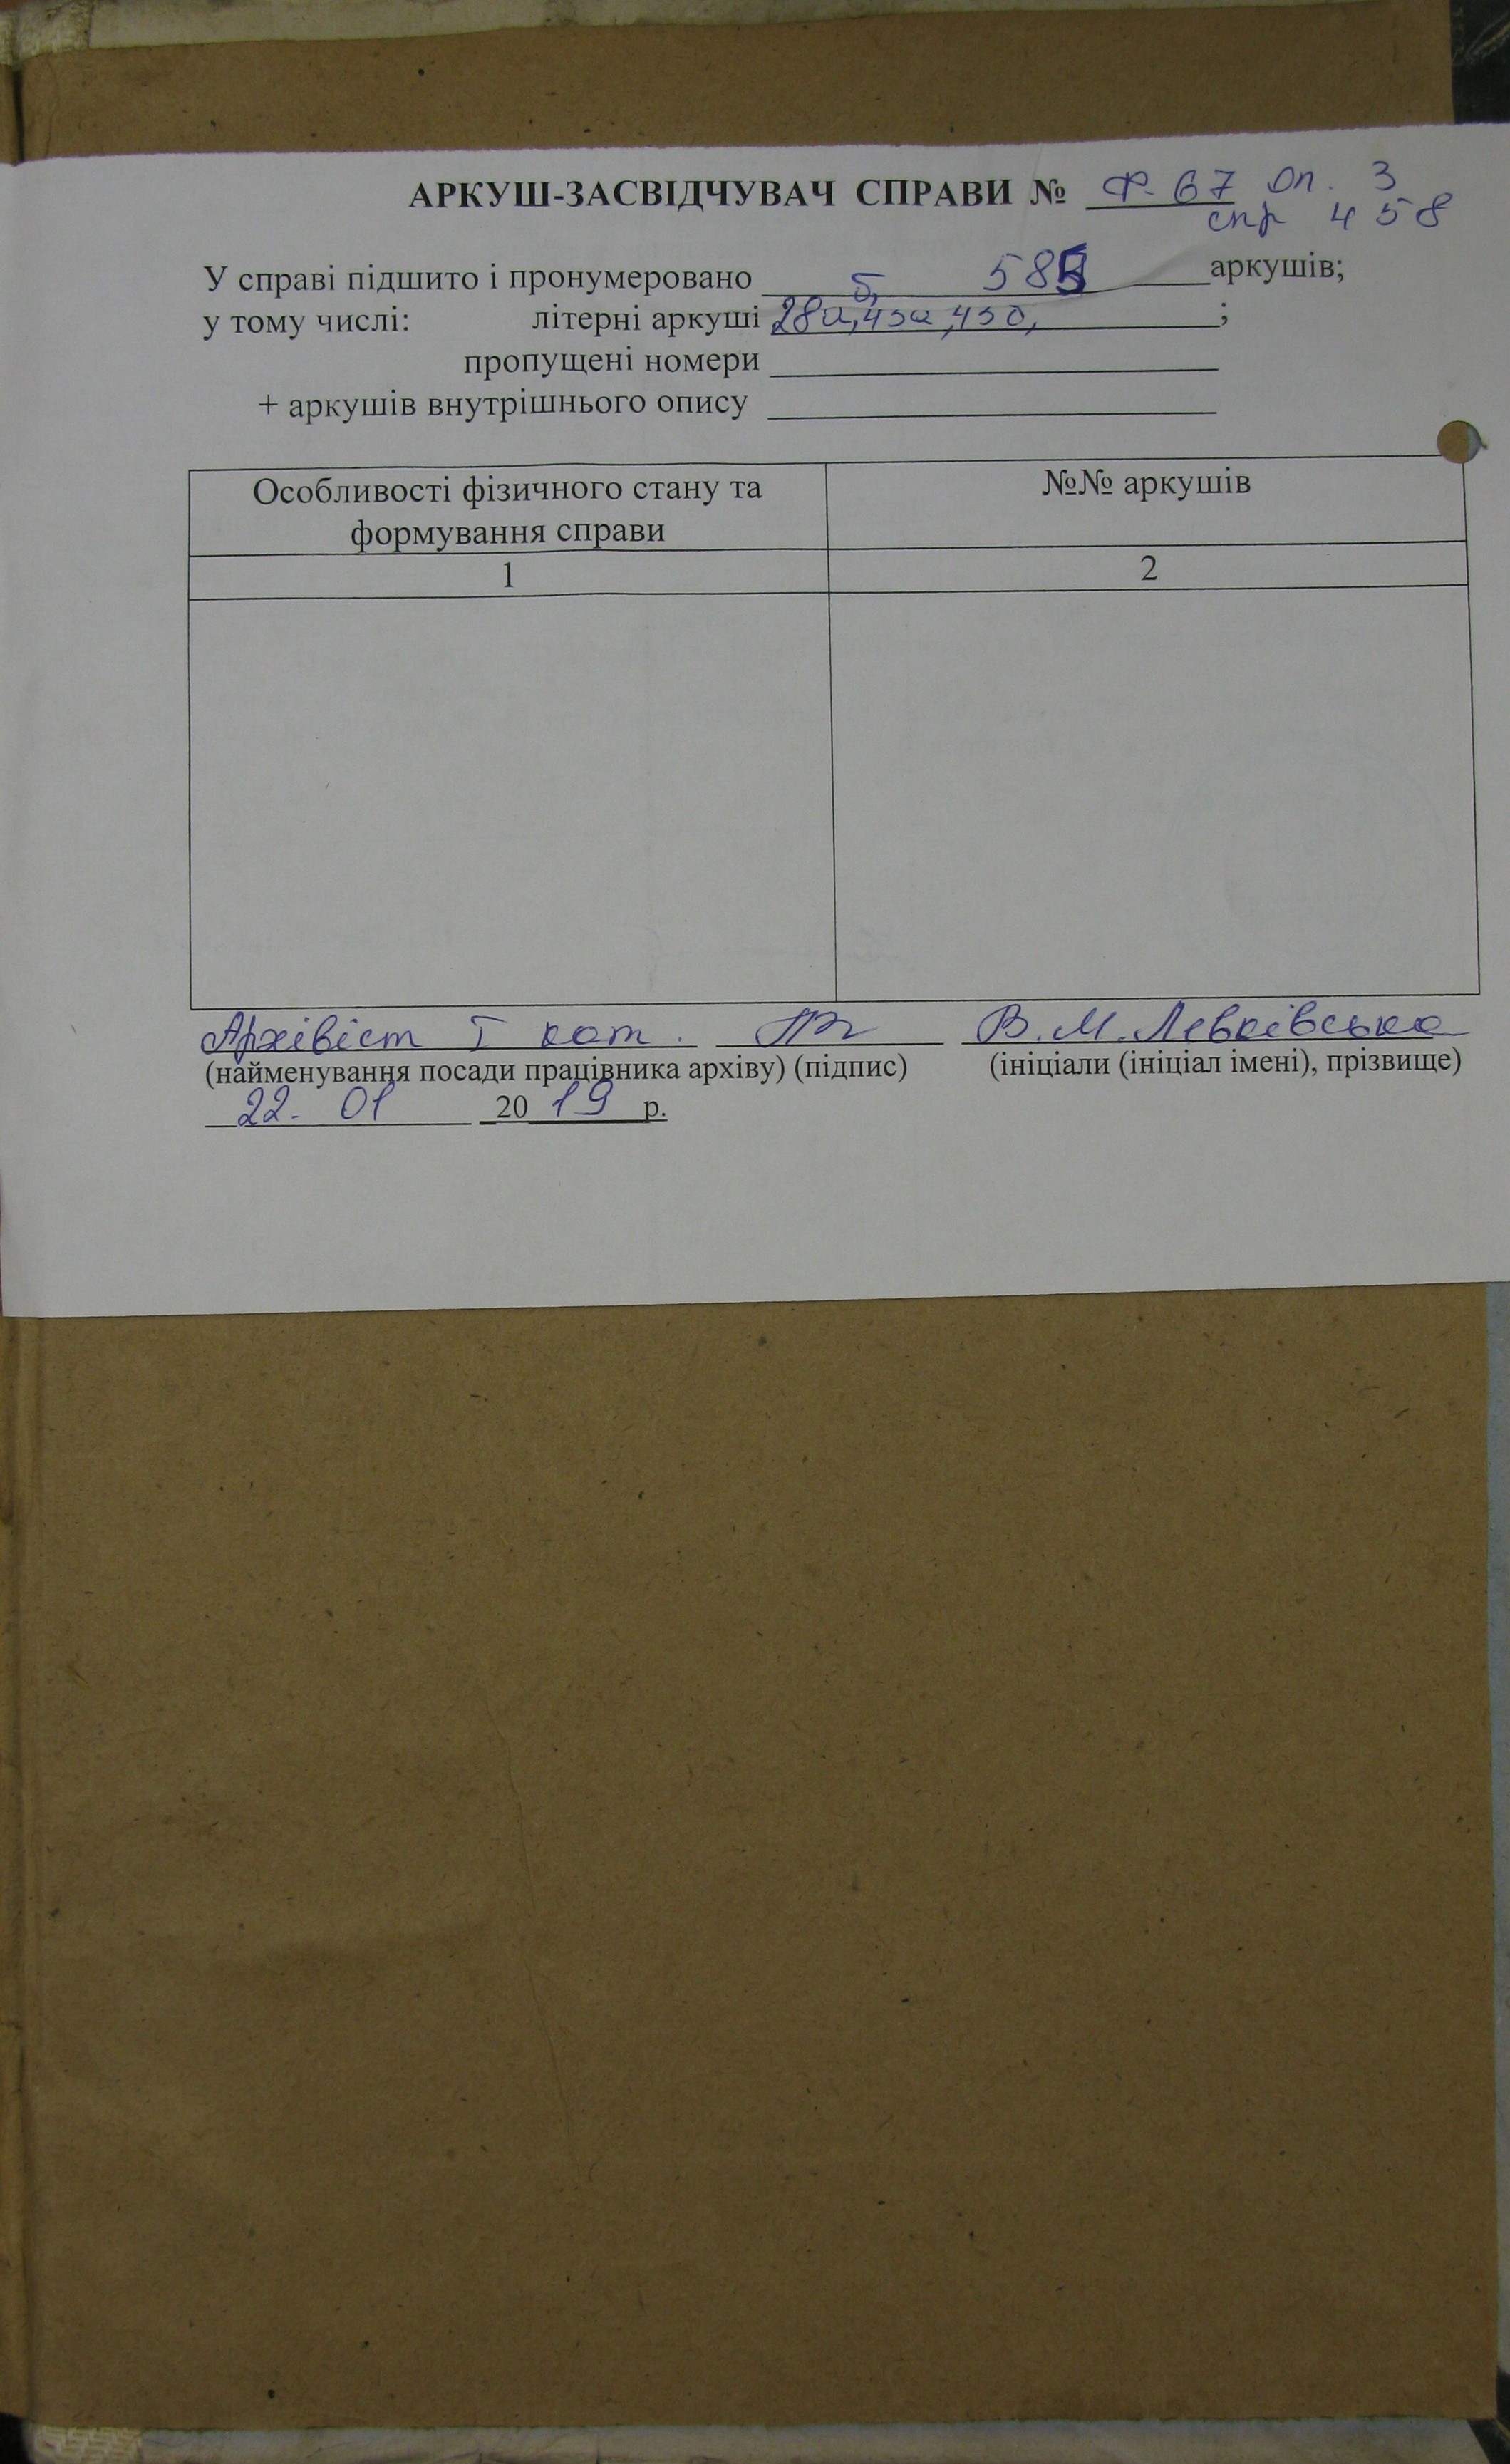 АРКУШ-ЗАСВІДЧУВАЧ СПРАВИ № Ф. 67 оп. 3
спр 458
У справі підшито і пронумеровано 585 аркушів;
у тому числі: літерні аркуші 28а, б, 45а, 45б, ;
пропущені номери
+ аркушів внутрішнього опису
Особливості фізичного стану та формування справи
№№ аркушів
1
2
Архівіст І кат. В.М. Левківська
(найменування посади працівника архіву) (підпис) (ініціали (ініціал імені), прізвище)
22. 01 20 19 р.